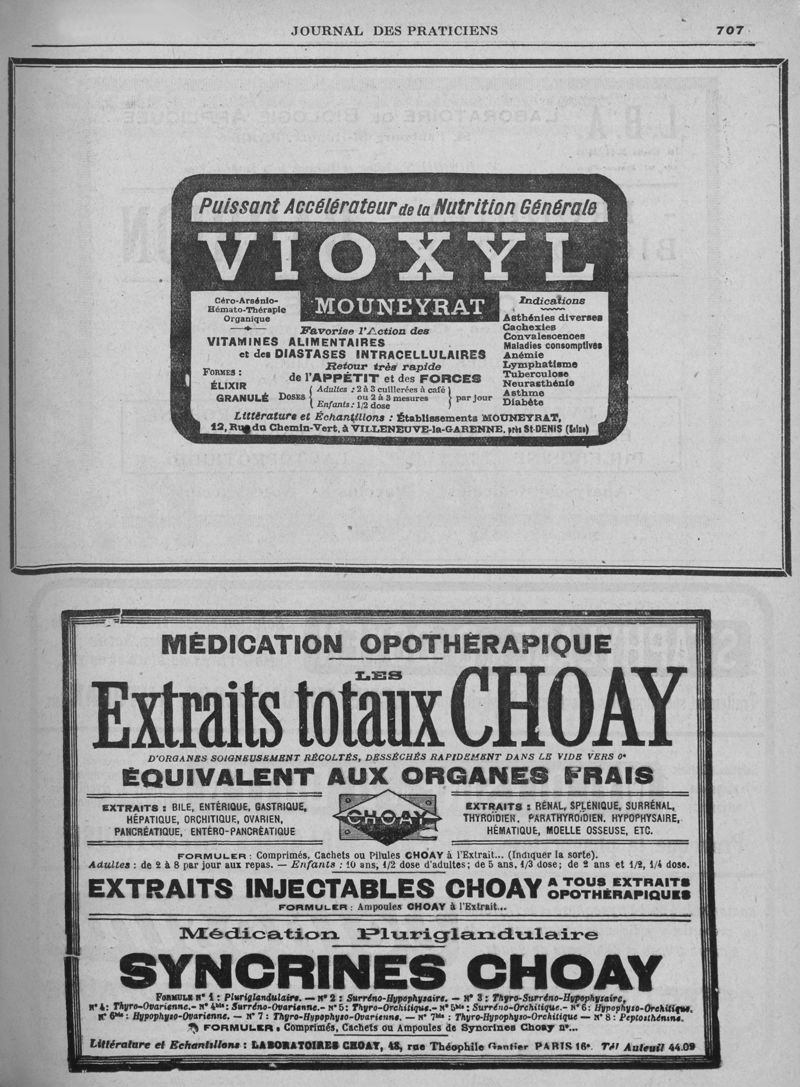 JOURNAL DES PRATICIENS
707
Puissant Accélérateur de la Nutrition Générale
VIOXYL
MOUNEYRAT
Céro-Arsénio-
Hémato-Thérapie
Organique
Favorise l'Action des
VITAMINES ALIMENTAIRES
et des DIASTASES INTRACELLULAIRES
Retour très rapide
de l'APPÉTIT et des FORCES
FORMES :
ÉLIXIR
GRANULÉ
DOSES
Adultes : 2 à 3 cuillerées à café
ou 2 à 3 mesures
Enfants : 1/2 dose
par jour
Indications
Asthénies diverses
Cachexies
Convalescences
Maladies consomptives
Anémie
Lymphatisme
Tuberculose
Neurasthénie
Asthme
Diabète
Littérature et Échantillons : Établissements MOUNEYRAT,
12, Rue du Chemin-Vert, à VILLENEUVE-la-GARENNE, près St-DENIS (Seine)
MÉDICATION OPOTHÉRAPIQUE
LES
Extraits totaux CHOAY
D'ORGANES SOIGNEUSEMENT RÉCOLTÉS, DESSÉCHÉS RAPIDEMENT DANS LE VIDE VERS 0°
ÉQUIVALENT AUX ORGANES FRAIS
EXTRAITS : BILE, ENTÉRIQUE, GASTRIQUE,
HÉPATIQUE, ORCHITIQUE, OVARIEN,
PANCRÉATIQUE, ENTÉRO-PANCRÉATIQUE
CHOAY
EXTRAITS : RÉNAL, SPLÉNIQUE, SURRÉNAL,
THYROÏDIEN, PARATHYROÏDIEN, HYPOPHYSAIRE,
HÉMATIQUE, MOELLE OSSEUSE, ETC.
FORMULER : Comprimés, Cachets ou Pilules CHOAY à l'Extrait... (Indiquer la sorte).
Adultes : de 2 à 8 par jour aux repas. — Enfants : 10 ans, 1/2 dose d'adultes ; de 5 ans, 1/3 dose ; de 2 ans et 1/2, 1/4 dose.
EXTRAITS INJECTABLES CHOAY A TOUS EXTRAITS OPOTHÉRAPIQUES
FORMULER : Ampoules CHOAY à l'Extrait...
Médication Pluriglandulaire
SYNCRINES CHOAY
FORMULE N° 1 : Pluriglandulaire. — N° 2 : Surréno-Hypophysaire. — N° 3 : Thyro-Surréno-Hypophysaire,
N° 4 : Thyro-Ovarienne.- N° 4bis : Surréno-Ovarienne.- N° 5 : Thyro-Orchitique.- N° 5bis : Surréno-Orchitique.- N° 6 : Hypophyso-Orchitique.
N° 6bis : Hypophyso-Ovarienne. — N° 7 : Thyro-Hypophyso-Ovarienne. — N° 7bis : Thyro-Hypophyso-Orchitique — N° 8 : Peptosthénine.
FORMULER : Comprimés, Cachets ou Ampoules de Syncrines Choay n°...
Littérature et Echantillons : LABORATOIRES CHOAY, 48, rue Théophile Gautier PARIS 16e. Tél Auteuil 44.09